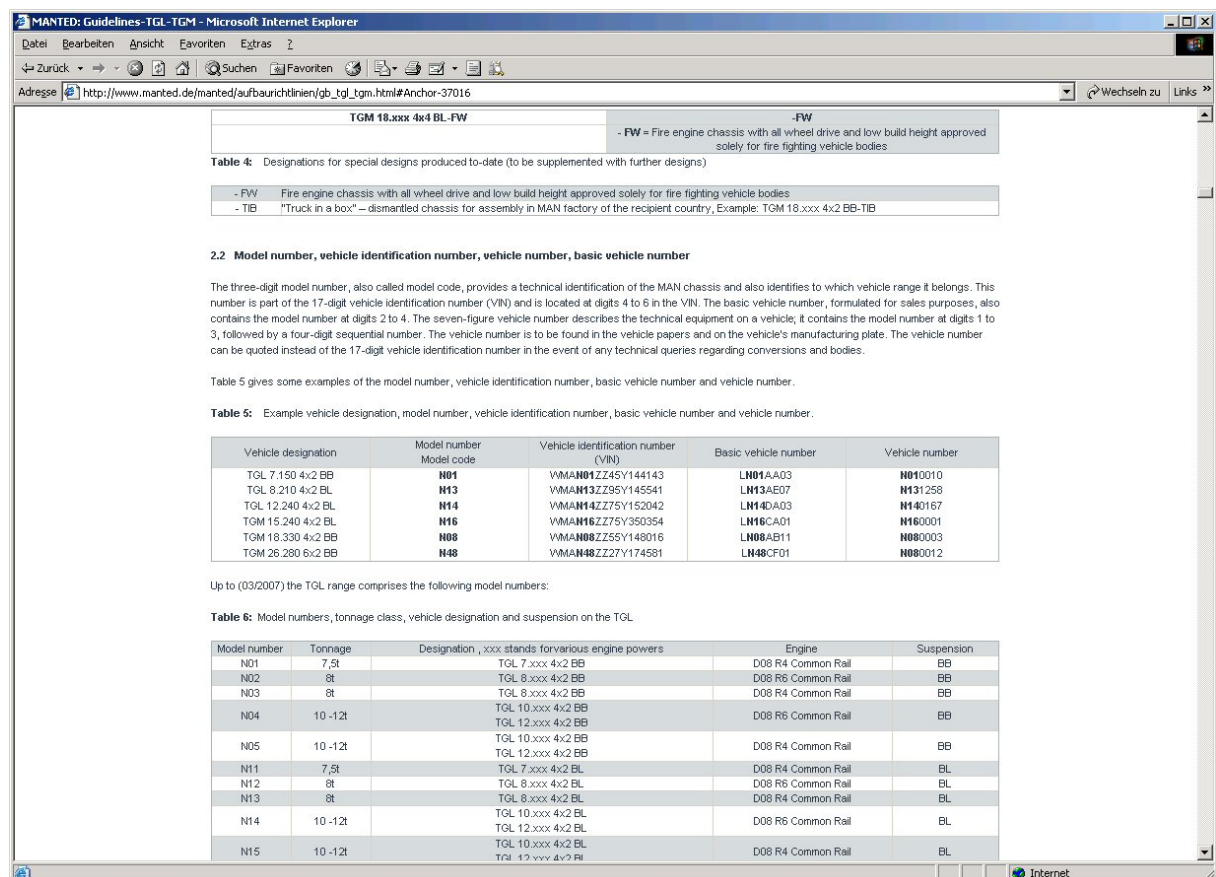 MANTED: Guidelines-TGL-TGM - Microsoft Internet Explorer
Datei Bearbeiten Ansicht Favoriten Extras ?
Zurück Suchen Favoriten
Adresse http://www.manted.de/manted/aufbaurichtlinien/gb_tgl_tgm.html#Anchor-37016 Wechseln zu Links »
TGM 18.xxx 4x4 BL-FW -FW
- FW = Fire engine chassis with all wheel drive and low build height approved
solely for fire fighting vehicle bodies
Table 4: Designations for special designs produced to-date (to be supplemented with further designs)
- FW Fire engine chassis with all wheel drive and low build height approved solely for fire fighting vehicle bodies
- TIB "Truck in a box" – dismantled chassis for assembly in MAN factory of the recipient country, Example: TGM 18.xxx 4x2 BB-TIB
2.2 Model number, vehicle identification number, vehicle number, basic vehicle number
The three-digit model number, also called model code, provides a technical identification of the MAN chassis and also identifies to which vehicle range it belongs. This
number is part of the 17-digit vehicle identification number (VIN) and is located at digits 4 to 6 in the VIN. The basic vehicle number, formulated for sales purposes, also
contains the model number at digits 2 to 4. The seven-figure vehicle number describes the technical equipment on a vehicle; it contains the model number at digits 1 to
3, followed by a four-digit sequential number. The vehicle number is to be found in the vehicle papers and on the vehicle's manufacturing plate. The vehicle number
can be quoted instead of the 17-digit vehicle identification number in the event of any technical queries regarding conversions and bodies.
Table 5 gives some examples of the model number, vehicle identification number, basic vehicle number and vehicle number.
Table 5: Example vehicle designation, model number, vehicle identification number, basic vehicle number and vehicle number.
Vehicle designation Model number Model code Vehicle identification number (VIN) Basic vehicle number Vehicle number
TGL 7.150 4x2 BB N01 WMAN01ZZ45Y144143 LN01AA03 N010010
TGL 8.210 4x2 BL N13 WMAN13ZZ95Y145541 LN13AE07 N131258
TGL 12.240 4x2 BL N14 WMAN14ZZ75Y152042 LN14DA03 N140167
TGM 15.240 4x2 BL N16 WMAN16ZZ75Y350354 LN16CA01 N160001
TGM 18.330 4x2 BB N08 WMAN08ZZ55Y148016 LN08AB11 N080003
TGM 26.280 6x2 BB N48 WMAN48ZZ27Y174581 LN48CF01 N080012
Up to (03/2007) the TGL range comprises the following model numbers:
Table 6: Model numbers, tonnage class, vehicle designation and suspension on the TGL
Model number Tonnage Designation , xxx stands forvarious engine powers Engine Suspension
N01 7,5t TGL 7.xxx 4x2 BB D08 R4 Common Rail BB
N02 8t TGL 8.xxx 4x2 BB D08 R6 Common Rail BB
N03 8t TGL 8.xxx 4x2 BB D08 R4 Common Rail BB
N04 10 -12t TGL 10.xxx 4x2 BB
TGL 12.xxx 4x2 BB D08 R6 Common Rail BB
N05 10 -12t TGL 10.xxx 4x2 BB
TGL 12.xxx 4x2 BB D08 R4 Common Rail BB
N11 7,5t TGL 7.xxx 4x2 BL D08 R4 Common Rail BL
N12 8t TGL 8.xxx 4x2 BL D08 R6 Common Rail BL
N13 8t TGL 8.xxx 4x2 BL D08 R4 Common Rail BL
N14 10 -12t TGL 10.xxx 4x2 BL
TGL 12.xxx 4x2 BL D08 R6 Common Rail BL
N15 10 -12t TGL 10.xxx 4x2 BL
TGL 12.xxx 4x2 BL D08 R4 Common Rail BL
Internet